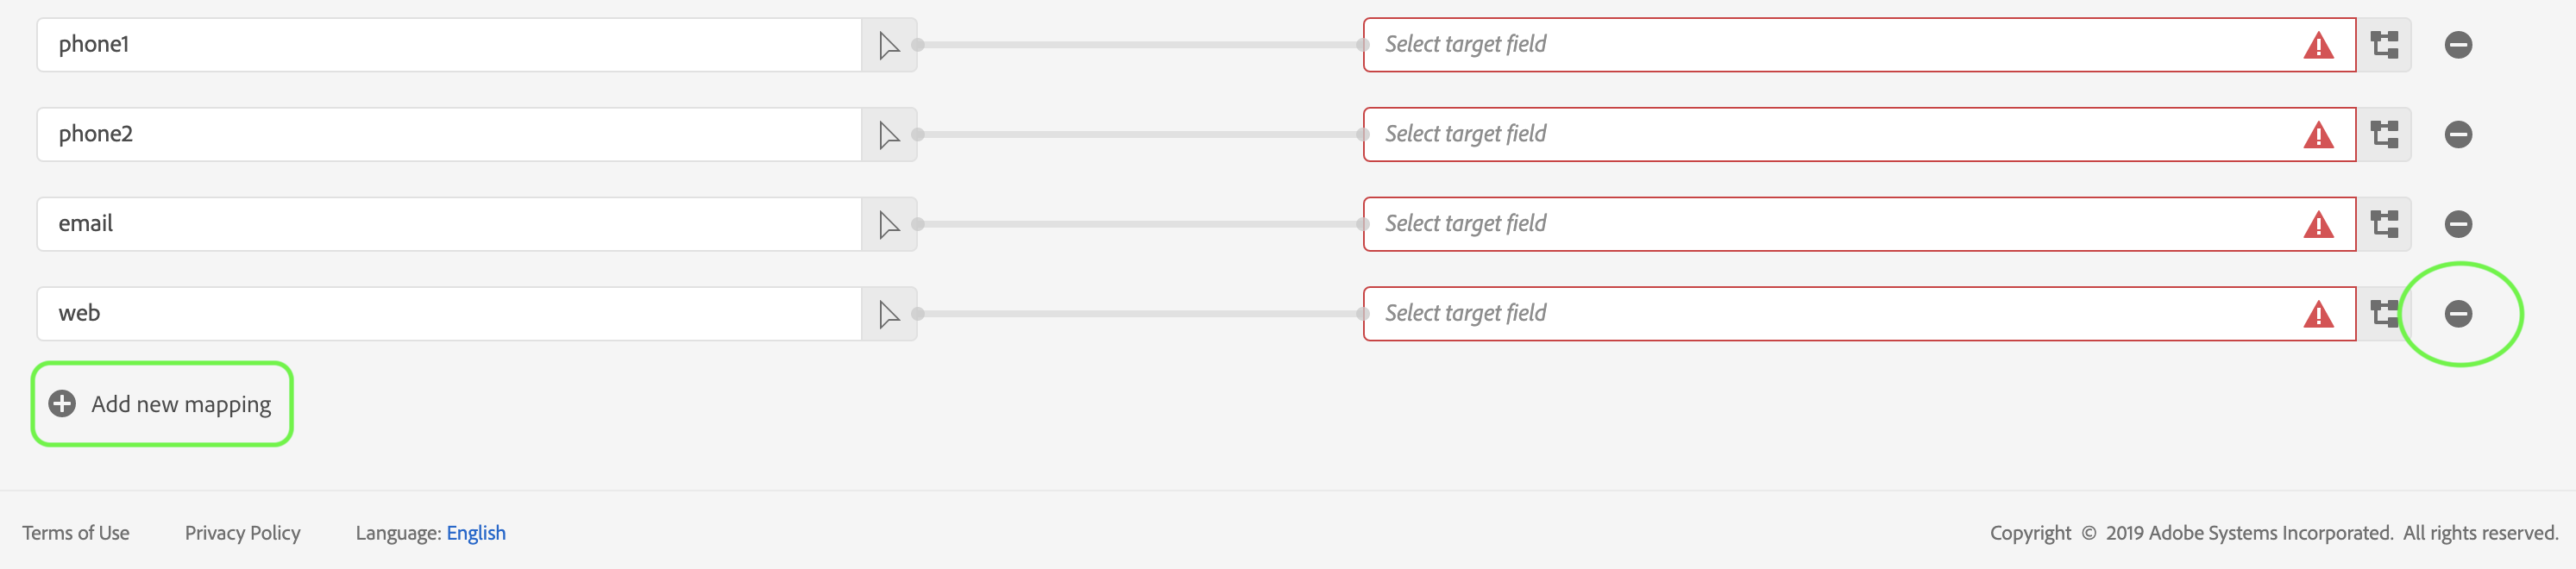 phone1 Select target field
phone2 Select target field
email Select target field
web Select target field
Add new mapping
Terms of Use Privacy Policy Language: English Copyright © 2019 Adobe Systems Incorporated. All rights reserved.